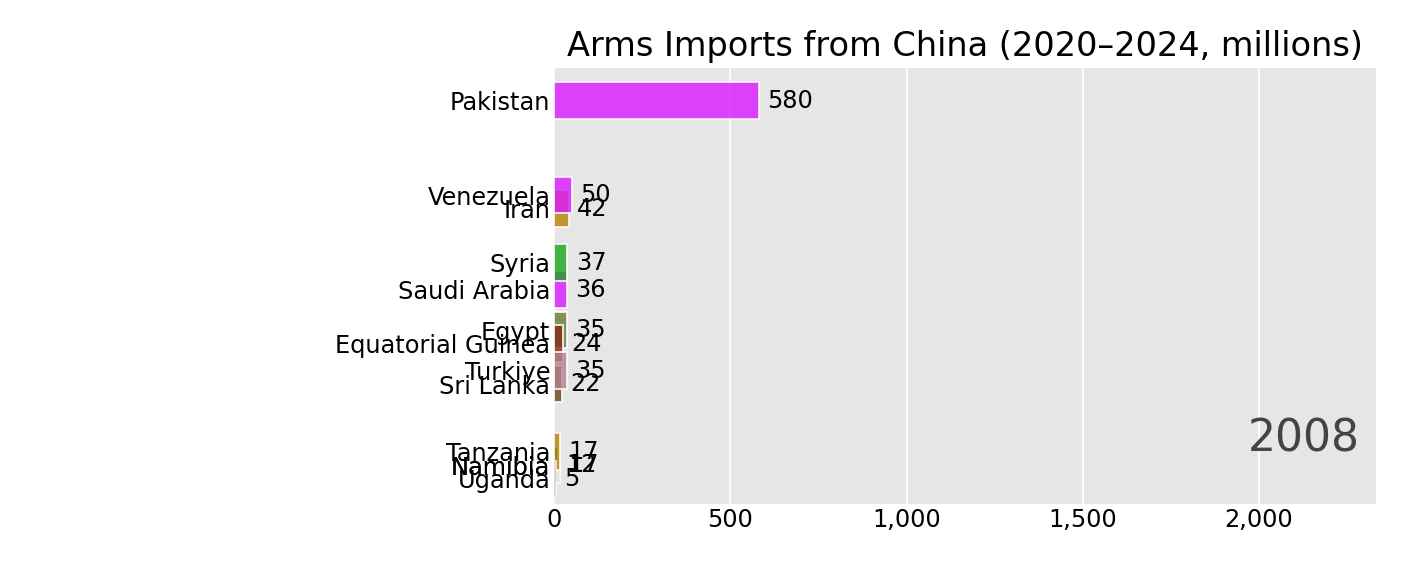 Arms Imports from China (2020–2024, millions)
Pakistan 580
Venezuela 50
Iran 42
Syria 37
Saudi Arabia 36
Egypt 35
Equatorial Guinea 24
Turkiye 35
Sri Lanka 22
2008
Tanzania 17
Namibia
Uganda 5
0 500 1,000 1,500 2,000